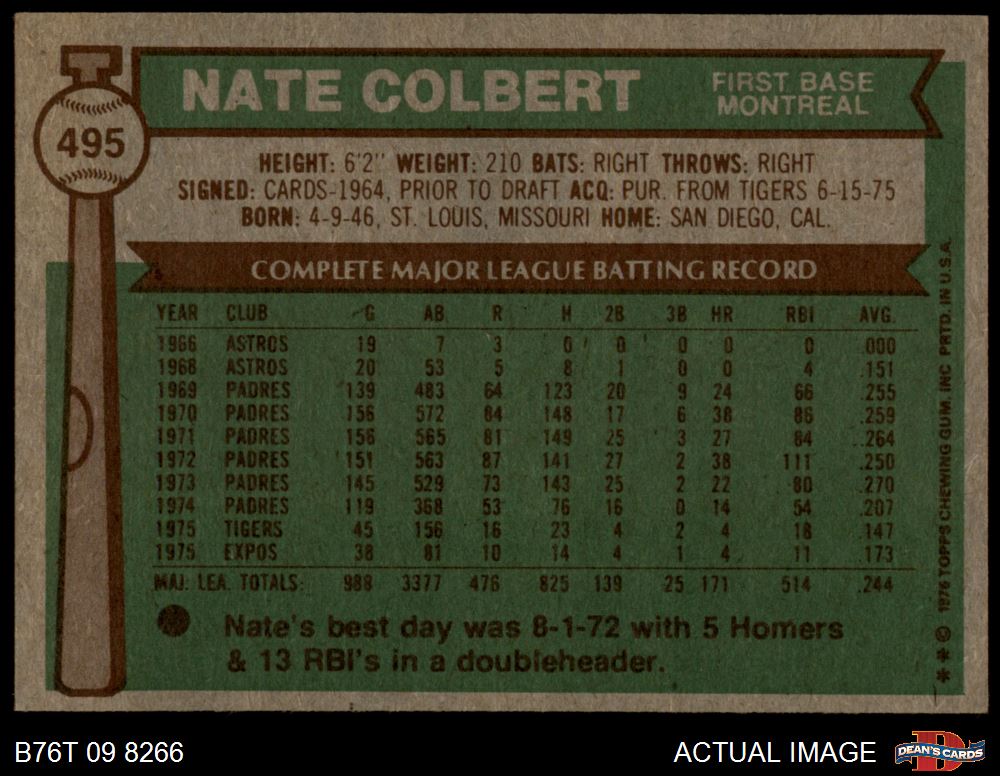 495
NATE COLBERT
FIRST BASE
MONTREAL
HEIGHT: 6'2" WEIGHT: 210 BATS: RIGHT THROWS: RIGHT
SIGNED: CARDS-1964, PRIOR TO DRAFT ACQ: PUR. FROM TIGERS 6-15-75
BORN: 4-9-46, ST. LOUIS, MISSOURI HOME: SAN DIEGO, CAL.
COMPLETE MAJOR LEAGUE BATTING RECORD
YEAR CLUB G AB R H 2B 3B HR RBI AVG.
1966 ASTROS 19 7 3 0 0 0 0 0 .000
1968 ASTROS 20 53 5 8 1 0 0 4 .151
1969 PADRES 139 483 64 123 20 9 24 66 .255
1970 PADRES 156 572 84 148 17 6 38 86 .259
1971 PADRES 156 565 81 149 25 3 27 84 .264
1972 PADRES 151 563 87 141 27 2 38 111 .250
1973 PADRES 145 529 73 143 25 2 22 80 .270
1974 PADRES 119 368 53 76 16 0 14 54 .207
1975 TIGERS 45 156 16 23 4 2 4 18 .147
1975 EXPOS 38 81 10 14 4 1 4 11 .173
MAJ. LEA. TOTALS: 988 3377 476 825 139 25 171 514 .244
Nate's best day was 8-1-72 with 5 Homers
& 13 RBI's in a doubleheader.
** © 1976 TOPPS CHEWING GUM, INC PRTD. IN U.S.A.
B76T 09 8266
ACTUAL IMAGE
D
DEAN'S CARDS